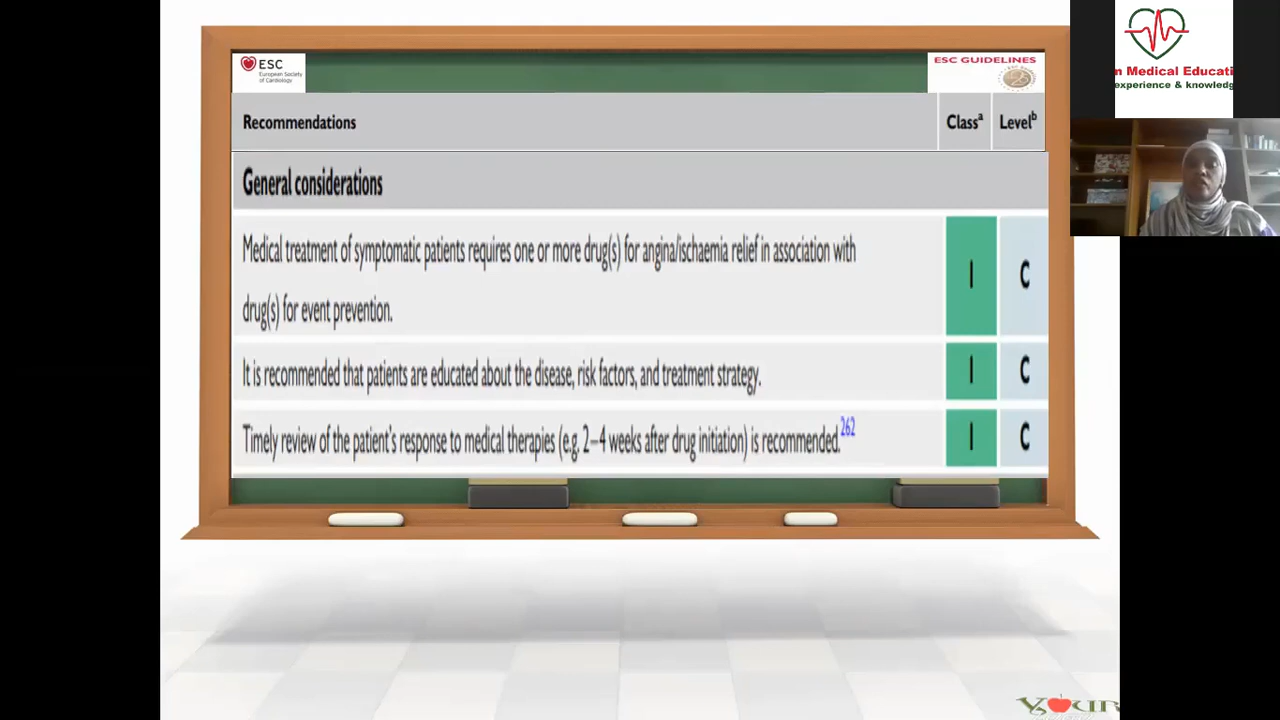 ESC
European Society
of Cardiology
ESC GUIDELINES
Recommendations
Classᵃ Levelᵇ
General considerations
Medical treatment of symptomatic patients requires one or more drug(s) for angina/ischaemia relief in association with
drug(s) for event prevention.
I C
It is recommended that patients are educated about the disease, risk factors, and treatment strategy.
I C
Timely review of the patient's response to medical therapies (e.g. 2–4 weeks after drug initiation) is recommended.262
I C
n Medical Educati
experience & knowledg
YOUR